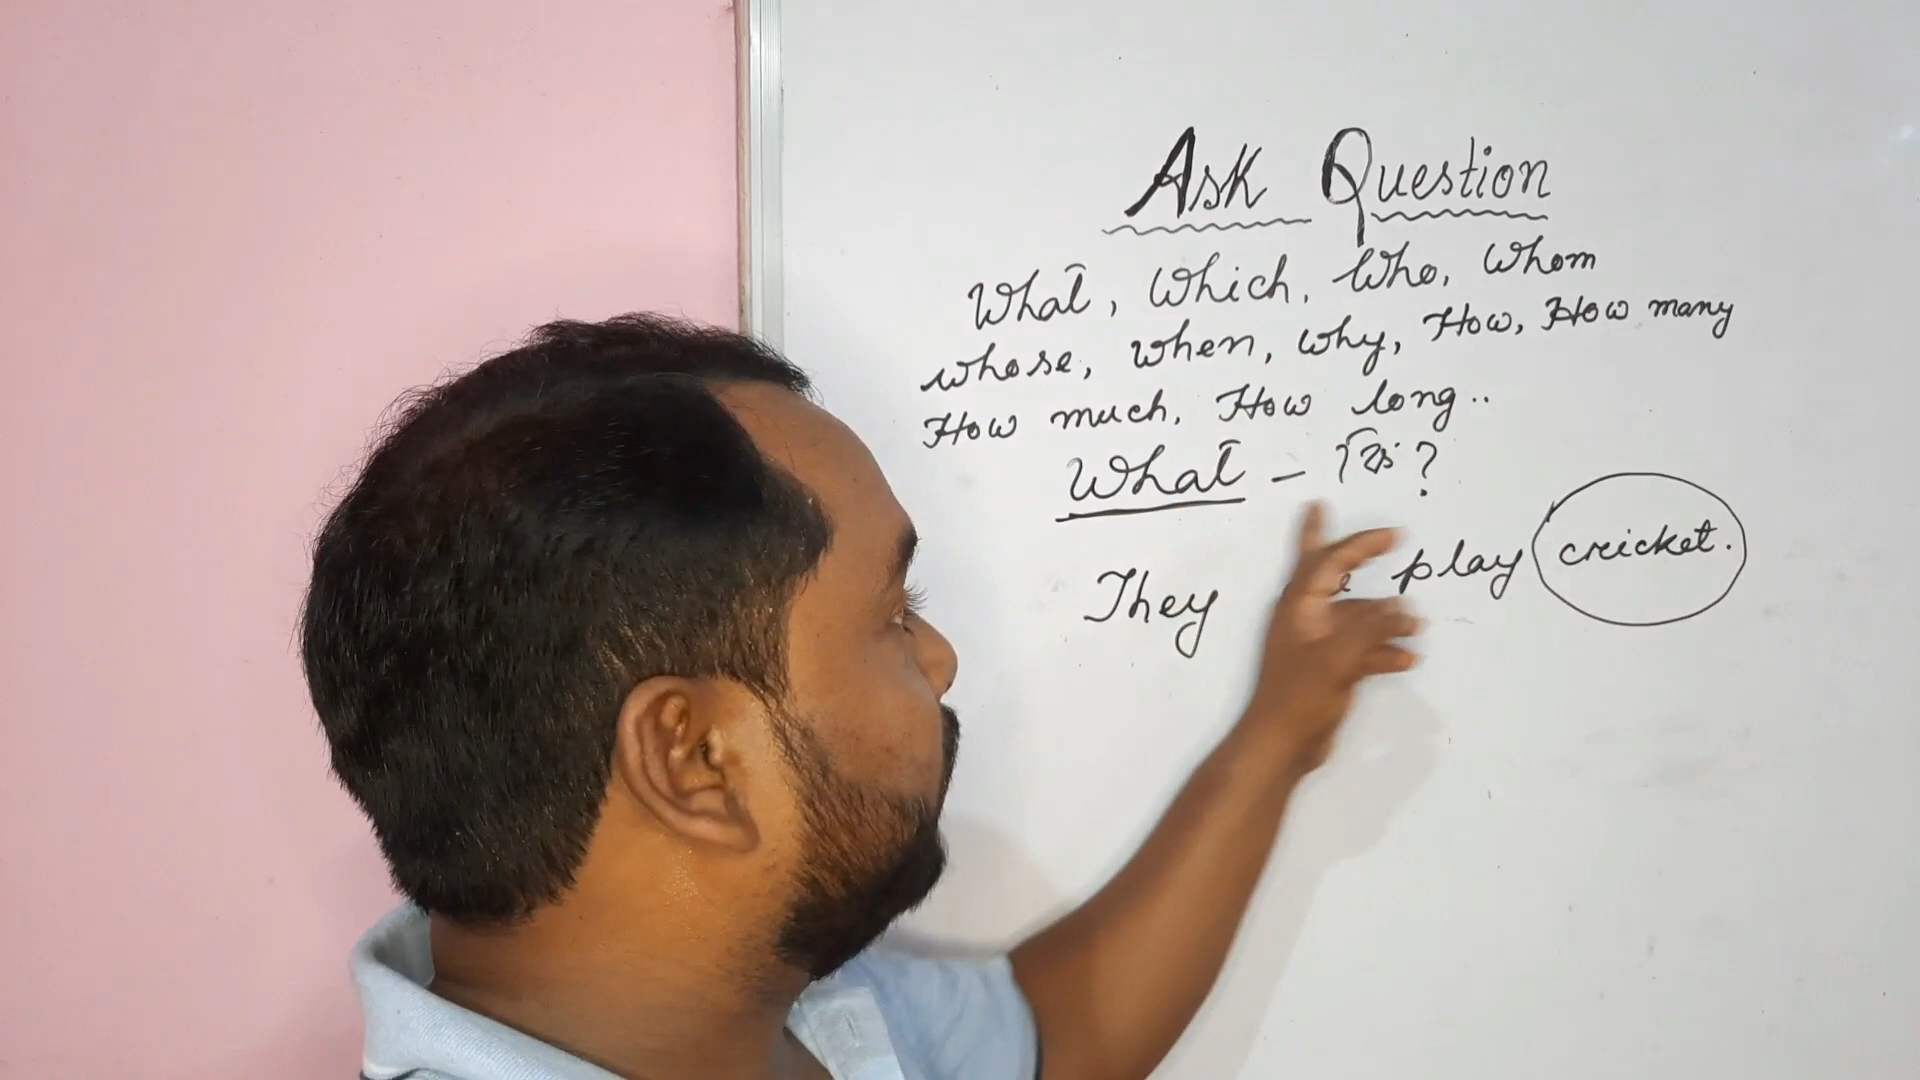 Ask Question
What, Which, Who, Whom
whose, when, why, How, How many
How much, How long..
What - कि?
They play cricket.